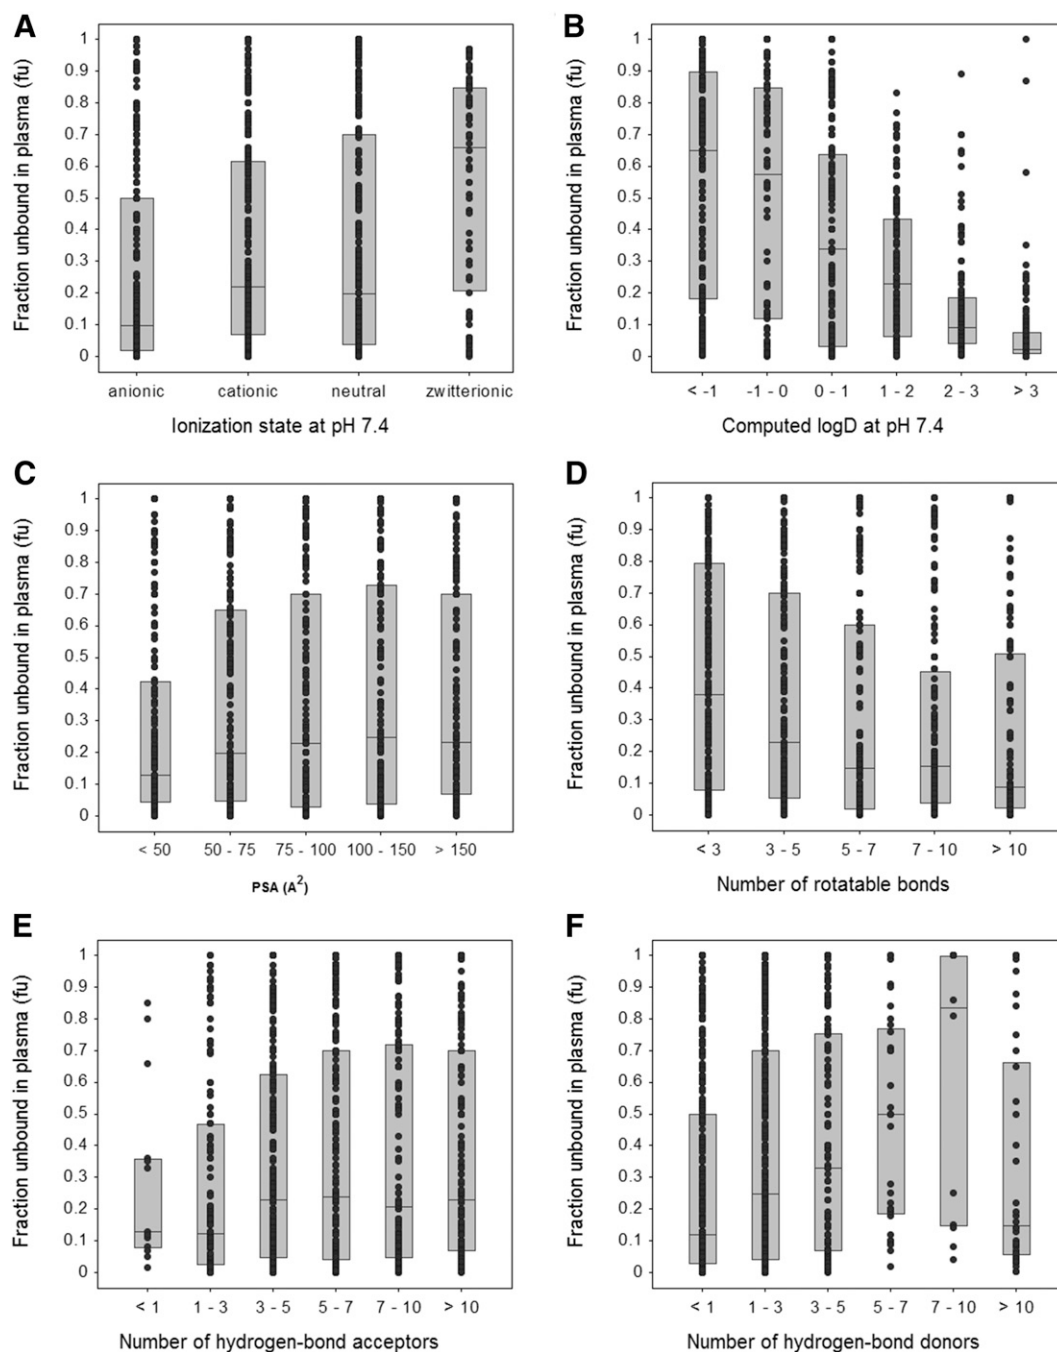 A
Fraction unbound in plasma (fu)
1
0.9
0.8
0.7
0.6
0.5
0.4
0.3
0.2
0.1
0
anionic cationic neutral zwitterionic
Ionization state at pH 7.4
B
Fraction unbound in plasma (fu)
1
0.9
0.8
0.7
0.6
0.5
0.4
0.3
0.2
0.1
0
< -1 -1 - 0 0 - 1 1 - 2 2 - 3 > 3
Computed logD at pH 7.4
C
Fraction unbound in plasma (fu)
1
0.9
0.8
0.7
0.6
0.5
0.4
0.3
0.2
0.1
0
< 50 50 - 75 75 - 100 100 - 150 > 150
PSA (A²)
D
Fraction unbound in plasma (fu)
1
0.9
0.8
0.7
0.6
0.5
0.4
0.3
0.2
0.1
0
< 3 3 - 5 5 - 7 7 - 10 > 10
Number of rotatable bonds
E
Fraction unbound in plasma (fu)
1
0.9
0.8
0.7
0.6
0.5
0.4
0.3
0.2
0.1
0
< 1 1 - 3 3 - 5 5 - 7 7 - 10 > 10
Number of hydrogen-bond acceptors
F
Fraction unbound in plasma (fu)
1
0.9
0.8
0.7
0.6
0.5
0.4
0.3
0.2
0.1
0
< 1 1 - 3 3 - 5 5 - 7 7 - 10 > 10
Number of hydrogen-bond donors